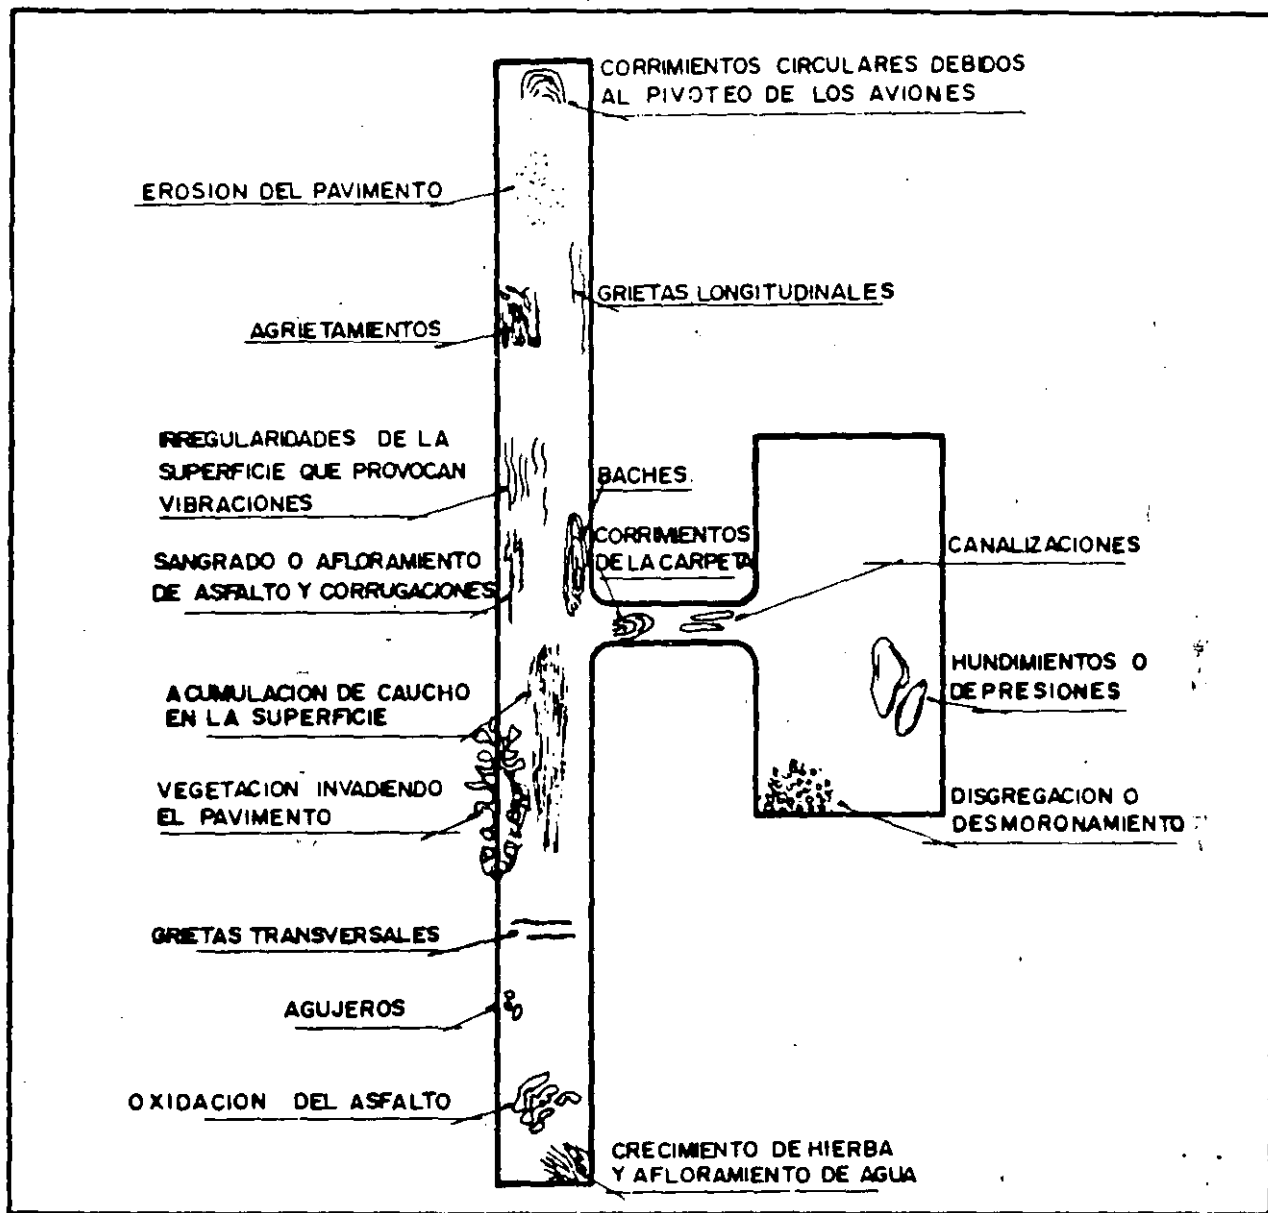 CORRIMIENTOS CIRCULARES DEBIDOS
AL PIVOTEO DE LOS AVIONES
EROSION DEL PAVIMENTO
GRIETAS LONGITUDINALES
AGRIETAMIENTOS
IRREGULARIDADES DE LA
SUPERFICIE QUE PROVOCAN
VIBRACIONES
BACHES.
CORRIMIENTOS
DE LA CARPETA
CANALIZACIONES
SANGRADO O AFLORAMIENTO
DE ASFALTO Y CORRUGACIONES
HUNDIMIENTOS O
DEPRESIONES
ACUMULACION DE CAUCHO
EN LA SUPERFICIE
VEGETACION INVADIENDO
EL PAVIMENTO
DISGREGACION O
DESMORONAMIENTO
GRIETAS TRANSVERSALES
AGUJEROS
OXIDACION DEL ASFALTO
CRECIMIENTO DE HIERBA
Y AFLORAMIENTO DE AGUA